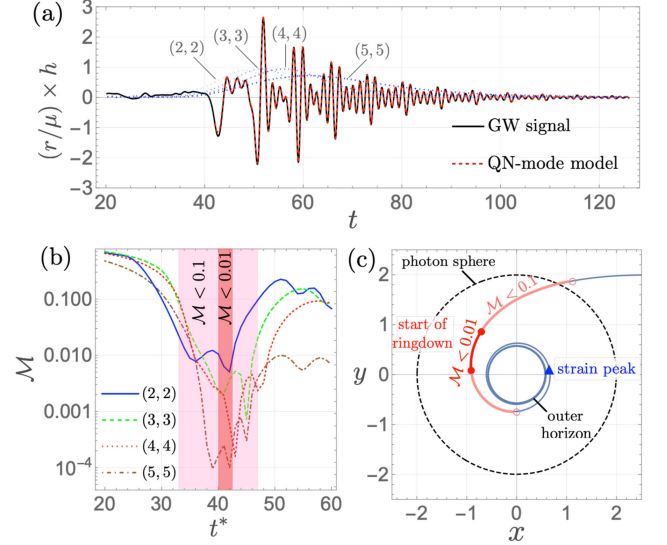 (a)
(r/μ) × h
3
2
1
0
-1
-2
-3
(2, 2)
(3, 3)
(4, 4)
(5, 5)
GW signal
QN-mode model
20
40
60
80
100
120
t
(b)
ℳ
0.100
0.010
0.001
10⁻⁴
ℳ < 0.1
ℳ < 0.01
(2, 2)
(3, 3)
(4, 4)
(5, 5)
20
30
40
50
60
t*
(c)
y
2
1
0
-1
-2
photon sphere
ℳ < 0.1
start of
ringdown
ℳ < 0.01
strain peak
outer
horizon
-1
0
1
2
x